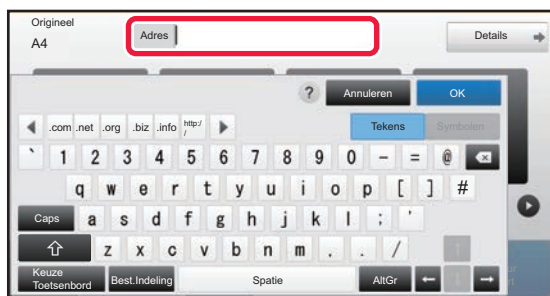 Origineel
A4
Adres
Details
?
Annuleren
OK
.com .net .org .biz .info http://
Tekens
Symbolen
` 1 2 3 4 5 6 7 8 9 0 - = @
q w e r t y u i o p [ ] #
Caps a s d f g h j k l ; '
z x c v b n m , . /
Keuze Toetsenbord
Best.Indeling
Spatie
AltGr